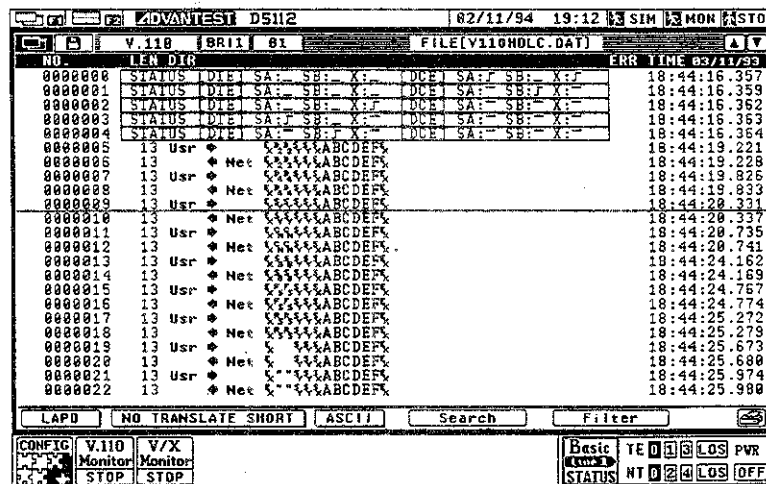 F1 F2 ADVANTEST D5112 02/11/94 19:12 SIM MON STO
V.110 BRI1 B1 FILE[V110HDLC.DAT]
NO. LEN DIR ERR TIME 03/11/93
0000000 STATUS [DTE] SA: SB: X: [DCE] SA: SB: X: 18:44:16.357
0000001 STATUS [DTE] SA: SB: X: [DCE] SA: SB: X: 18:44:16.359
0000002 STATUS [DTE] SA: SB: X: [DCE] SA: SB: X: 18:44:16.362
0000003 STATUS [DTE] SA: SB: X: [DCE] SA: SB: X: 18:44:16.363
0000004 STATUS [DTE] SA: SB: X: [DCE] SA: SB: X: 18:44:16.364
0000005 13 Usr ABCDEF 18:44:19.221
0000006 13 Net ABCDEF 18:44:19.228
0000007 13 Usr ABCDEF 18:44:19.826
0000008 13 Net ABCDEF 18:44:19.833
0000009 13 Usr ABCDEF 18:44:20.331
0000010 13 Net ABCDEF 18:44:20.337
0000011 13 Usr ABCDEF 18:44:20.735
0000012 13 Net ABCDEF 18:44:20.741
0000013 13 Usr ABCDEF 18:44:24.162
0000014 13 Net ABCDEF 18:44:24.169
0000015 13 Usr ABCDEF 18:44:24.767
0000016 13 Net ABCDEF 18:44:24.774
0000017 13 Usr ABCDEF 18:44:25.272
0000018 13 Net ABCDEF 18:44:25.279
0000019 13 Usr ABCDEF 18:44:25.673
0000020 13 Net ABCDEF 18:44:25.680
0000021 13 Usr ABCDEF 18:44:25.974
0000022 13 Net ABCDEF 18:44:25.980
LAPD NO TRANSLATE SHORT ASCII Search Filter
CONFIG V.110 Monitor STOP V/X Monitor STOP
Basic STATUS TE 0 1 3 LOS PWR
NT 0 2 4 LOS OFF